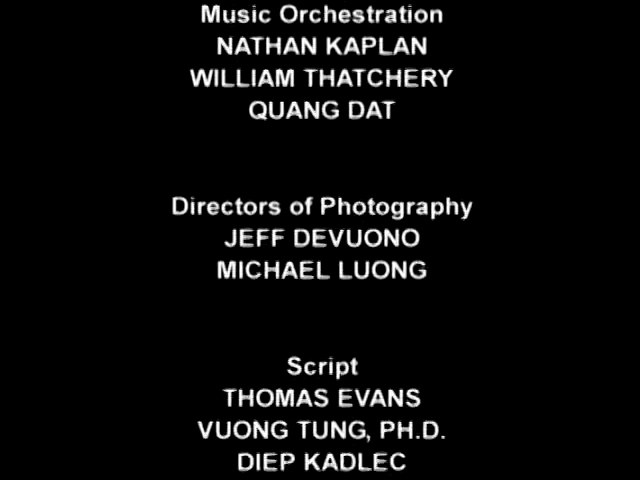 Music Orchestration
NATHAN KAPLAN
WILLIAM THATCHERY
QUANG DAT
Directors of Photography
JEFF DEVUONO
MICHAEL LUONG
Script
THOMAS EVANS
VUONG TUNG, PH.D.
DIEP KADLEC